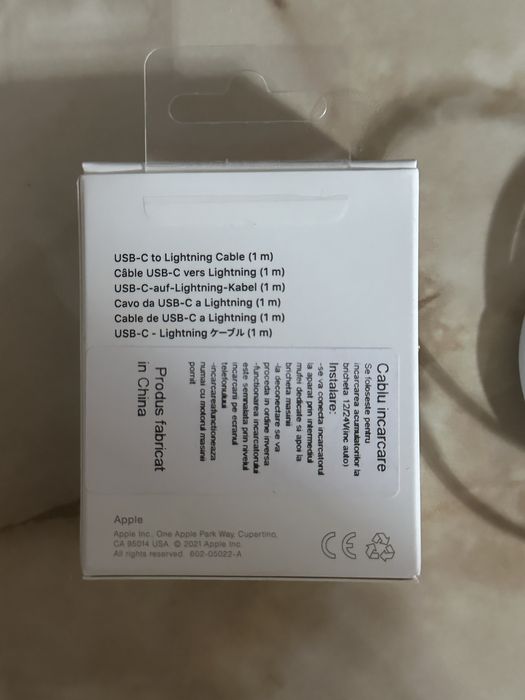 USB-C to Lightning Cable (1 m)
Câble USB-C vers Lightning (1 m)
USB-C-auf-Lightning-Kabel (1 m)
Cavo da USB-C a Lightning (1 m)
Cable de USB-C a Lightning (1 m)
USB-C - Lightning ケーブル (1 m)
Cablu incarcare
Se foloseste pentru
incarcarea acumulatorilor la
bricheta 12/24V(inc auto)
Instalare:
-se va conecta incarcatorul
la aparat prin intermediul
mufei dedicate si apoi la
bricheta masinii
-la deconectare se va
proceda in ordine inversa
-functionarea incarcatorului
este semnalata prin nivelul
incarcarii pe ecranul
telefonului
-incarcareafunctioneaza
numai cu motorul masinii
pornit
Produs fabricat
in China
Apple
Apple Inc., One Apple Park Way, Cupertino,
CA 95014 USA © 2021 Apple Inc.
All rights reserved. 602-05022-A
CE